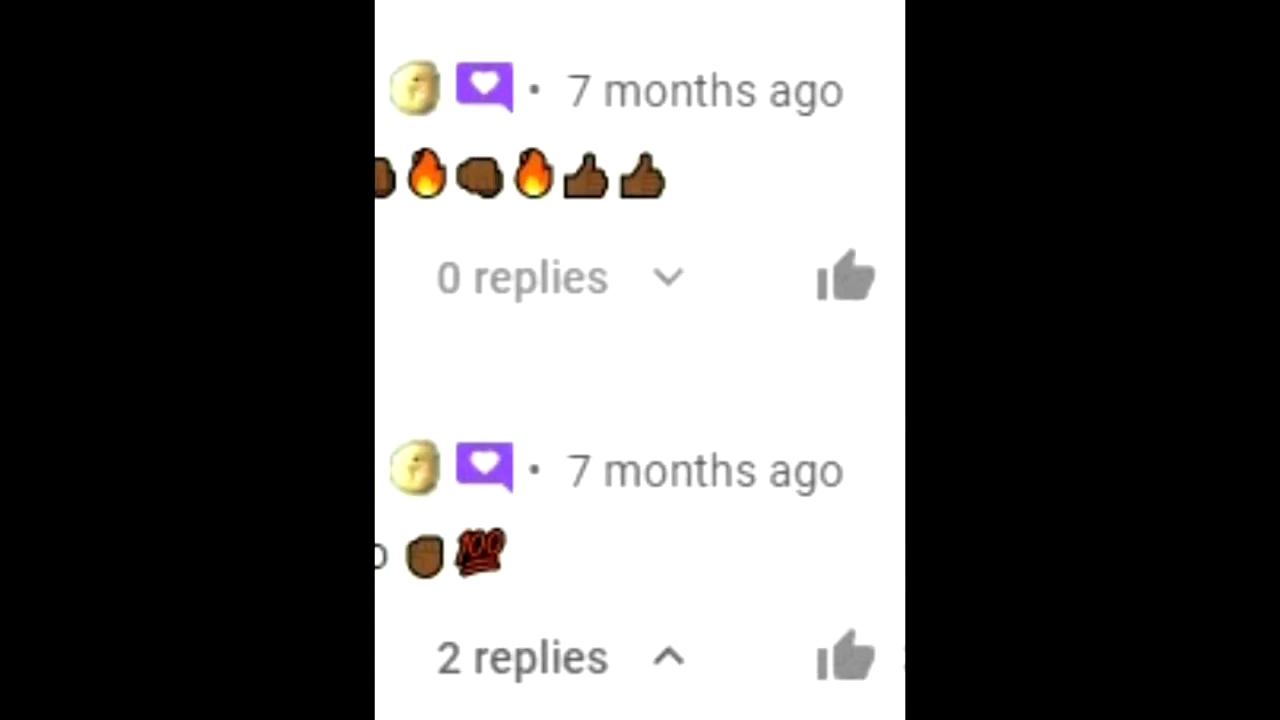 • 7 months ago
🔥👊🏾🔥👍🏾👍🏾
0 replies
• 7 months ago
✊🏾💯
2 replies